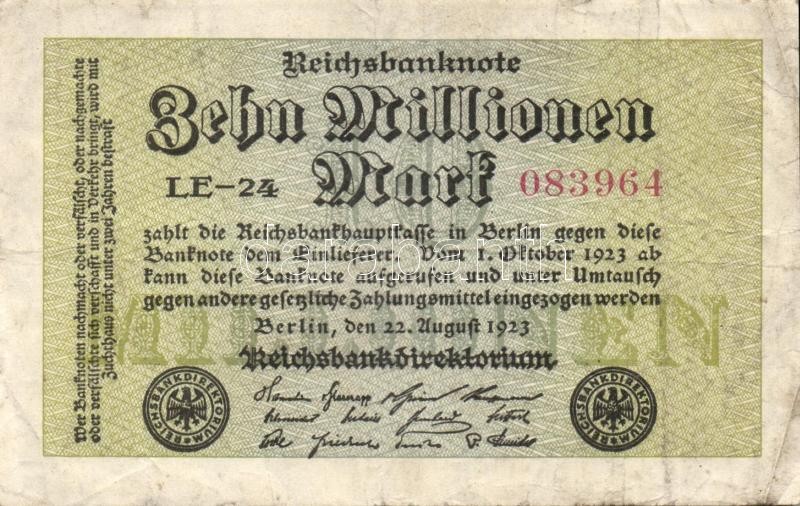 Reichsbanknote
Zehn Millionen
Mark
LE-24
083964
zahlt die Reichsbankhauptkasse in Berlin gegen diese
Banknote dem Einlieferer. Vom 1. Oktober 1923 ab
kann diese Banknote aufgerufen und unter Umtausch
gegen andere gesetzliche Zahlungsmittel eingezogen werden
Berlin, den 22. August 1923
Reichsbankdirektorium
Wer Banknoten nachmacht oder verfälscht, oder nachgemachte
oder verfälschte sich verschafft und in Verkehr bringt, wird mit
Zuchthaus nicht unter zwei Jahren bestraft
REICHSBANKDIREKTORIUM
REICHSBANKDIREKTORIUM